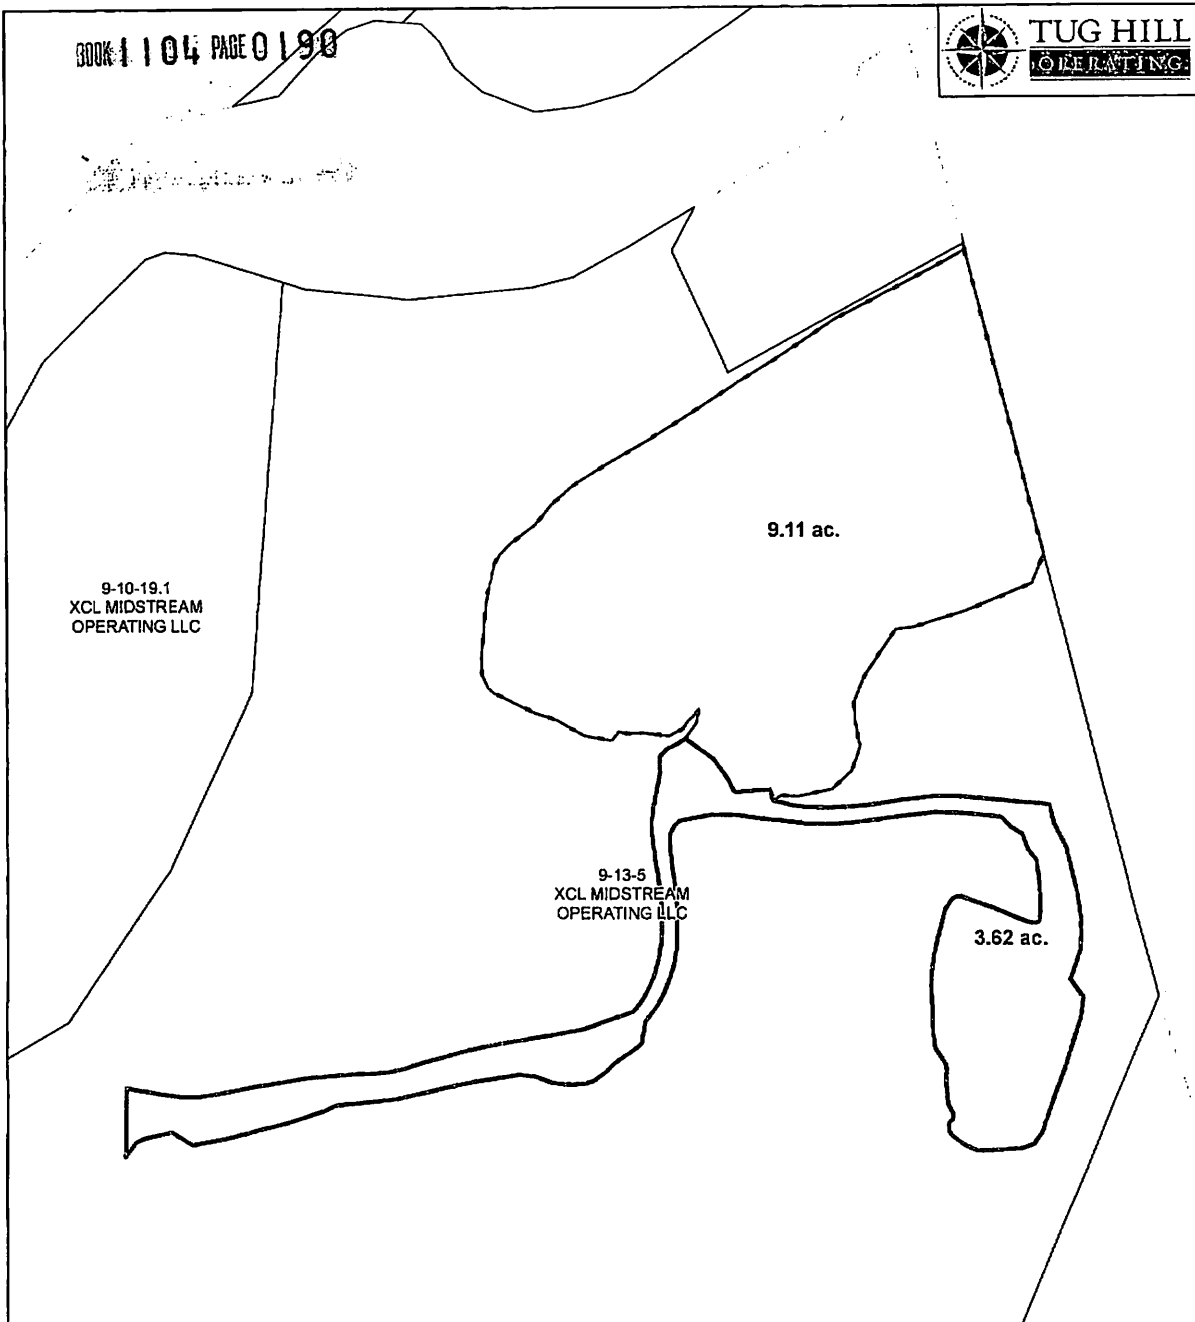 BOOK 1104 PAGE 0190
TUG HILL
OPERATING
9.11 ac.
9-10-19.1
XCL MIDSTREAM
OPERATING LLC
9-13-5
XCL MIDSTREAM
OPERATING LLC
3.62 ac.